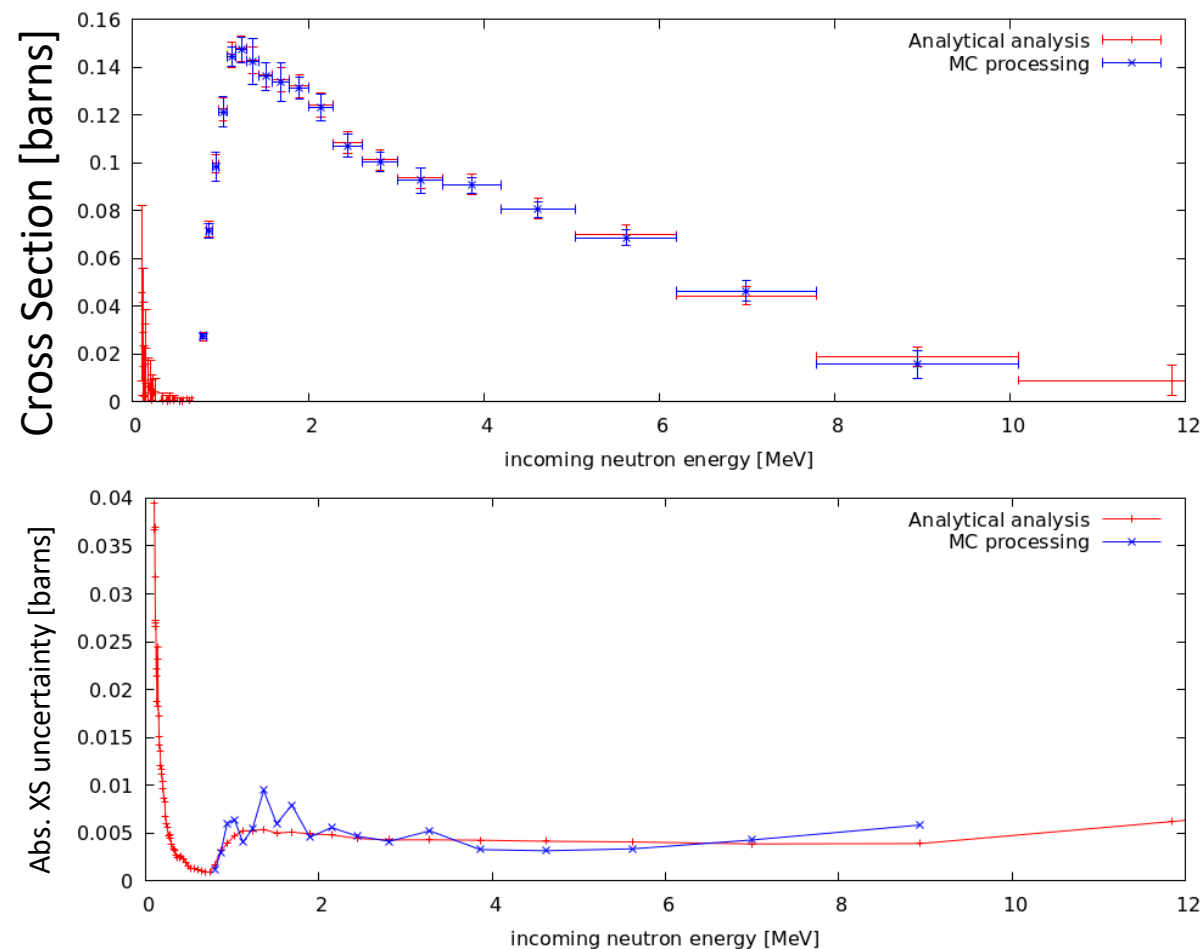 Cross Section [barns]
0.16
0.14
0.12
0.1
0.08
0.06
0.04
0.02
0
Analytical analysis
MC processing
0 2 4 6 8 10 12
incoming neutron energy [MeV]
Abs. XS uncertainty [barns]
0.04
0.035
0.03
0.025
0.02
0.015
0.01
0.005
0
Analytical analysis
MC processing
0 2 4 6 8 10 12
incoming neutron energy [MeV]